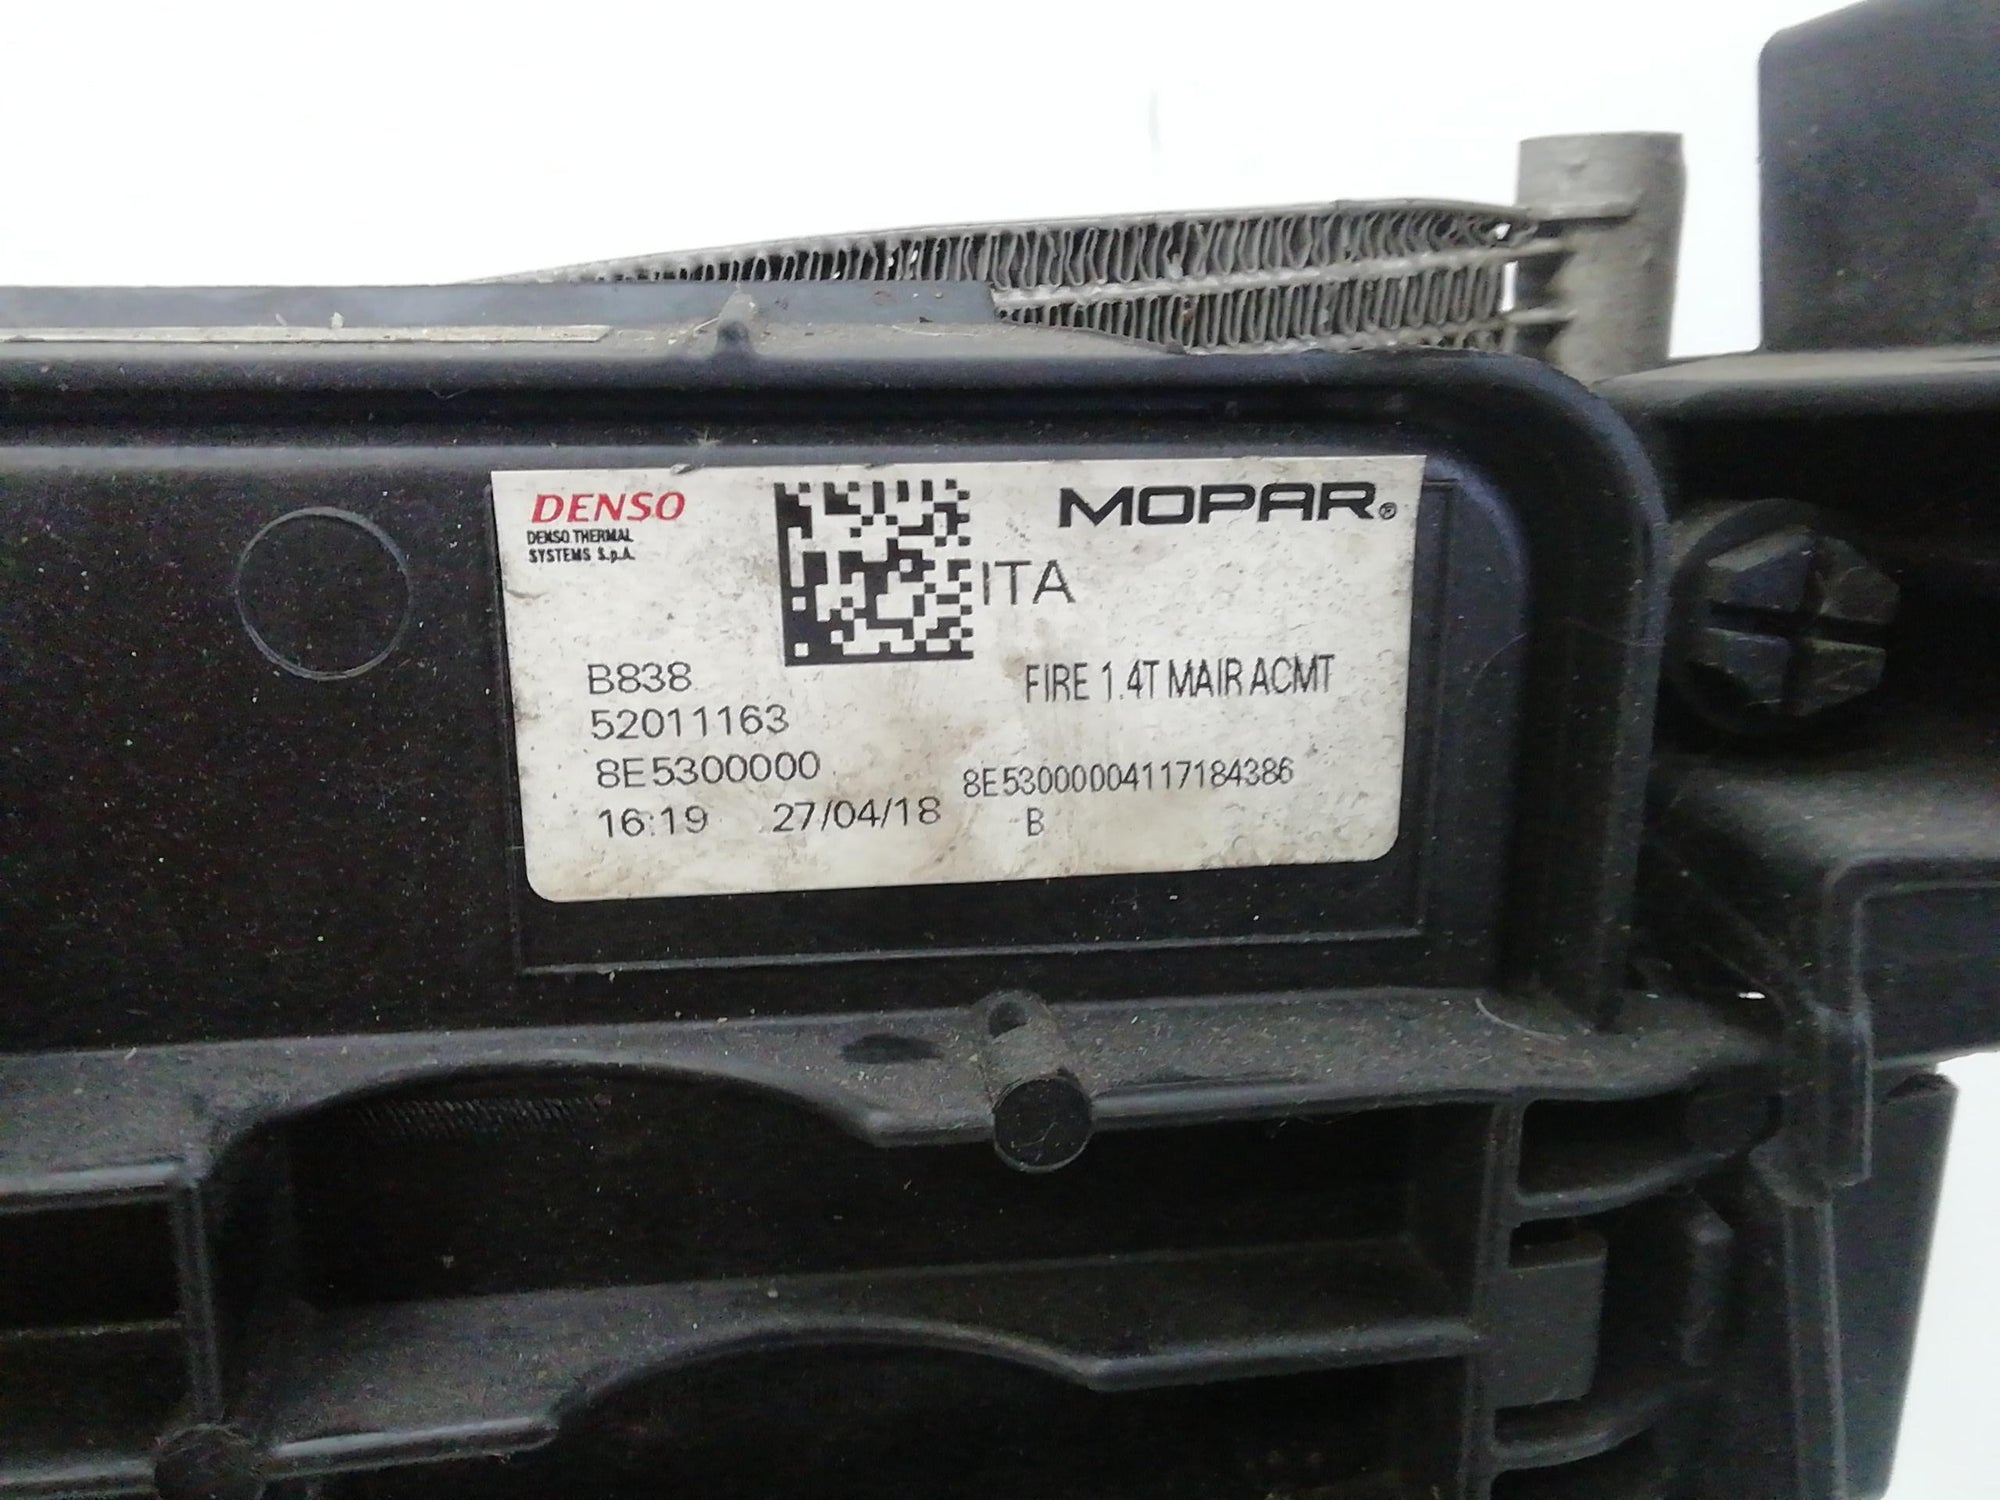 DENSO
DENSO THERMAL
SYSTEMS S.p.A.
MOPAR®
ITA
B838
FIRE 1.4T MAIR ACMT
52011163
8E5300000
8E53000004117184386
16:19 27/04/18 B